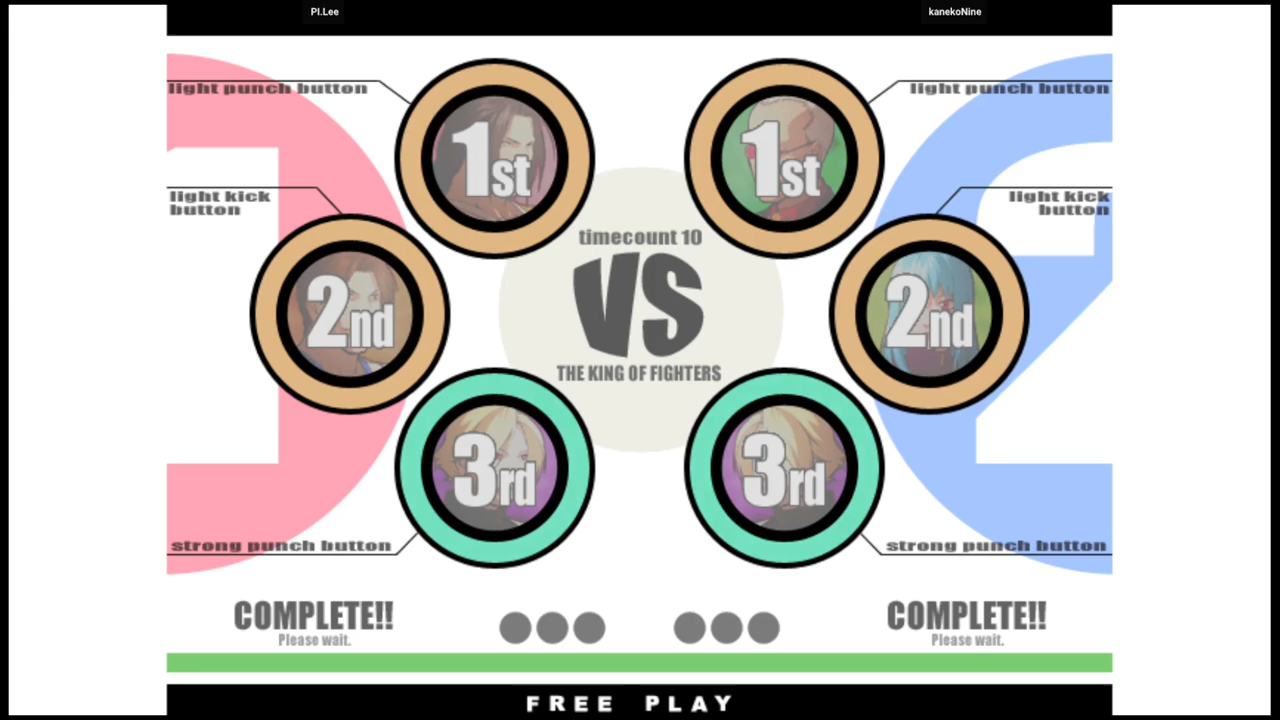 PI.Lee
kanekoNine
light punch button
light punch button
1st
1st
light kick
button
light kick
button
timecount 10
VS
THE KING OF FIGHTERS
2nd
2nd
3rd
3rd
strong punch button
strong punch button
COMPLETE!!
Please wait.
COMPLETE!!
Please wait.
FREE PLAY